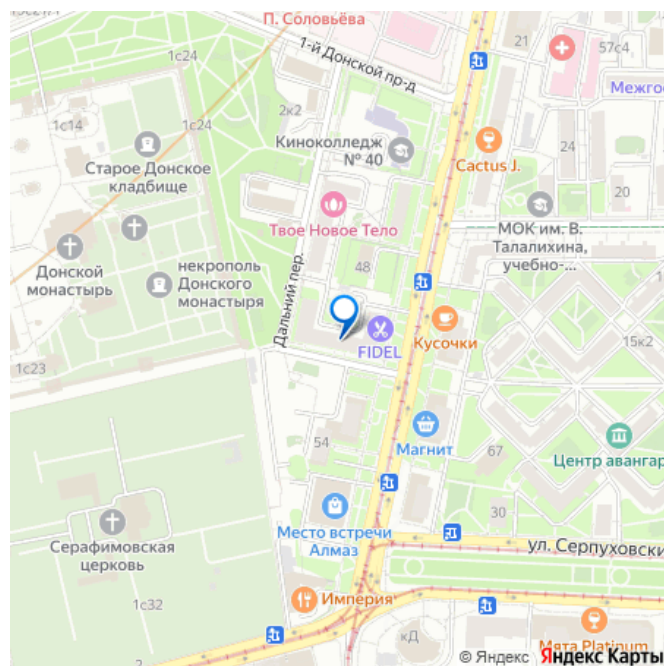 П. Соловьёва
1-й Донской пр-д
1с24
1с24
1с14
2к2
21
57с4
Межгос
Киноколледж
№ 40
Cactus J.
24
20
Старое Донское
кладбище
Твое Новое Тело
МОК им. В.
Талалихина,
учебно-...
Донской
монастырь
некрополь
Донского
монастыря
48
Дальний пер.
FIDEL
Кусочки
15к2
1с23
54
Магнит
67
Центр авангар
30
Место встречи
Алмаз
Серафимовская
церковь
ул. Серпуховски
1с32
Империя
2
кД
Мята Platinum
© Яндекс Яндекс Карты